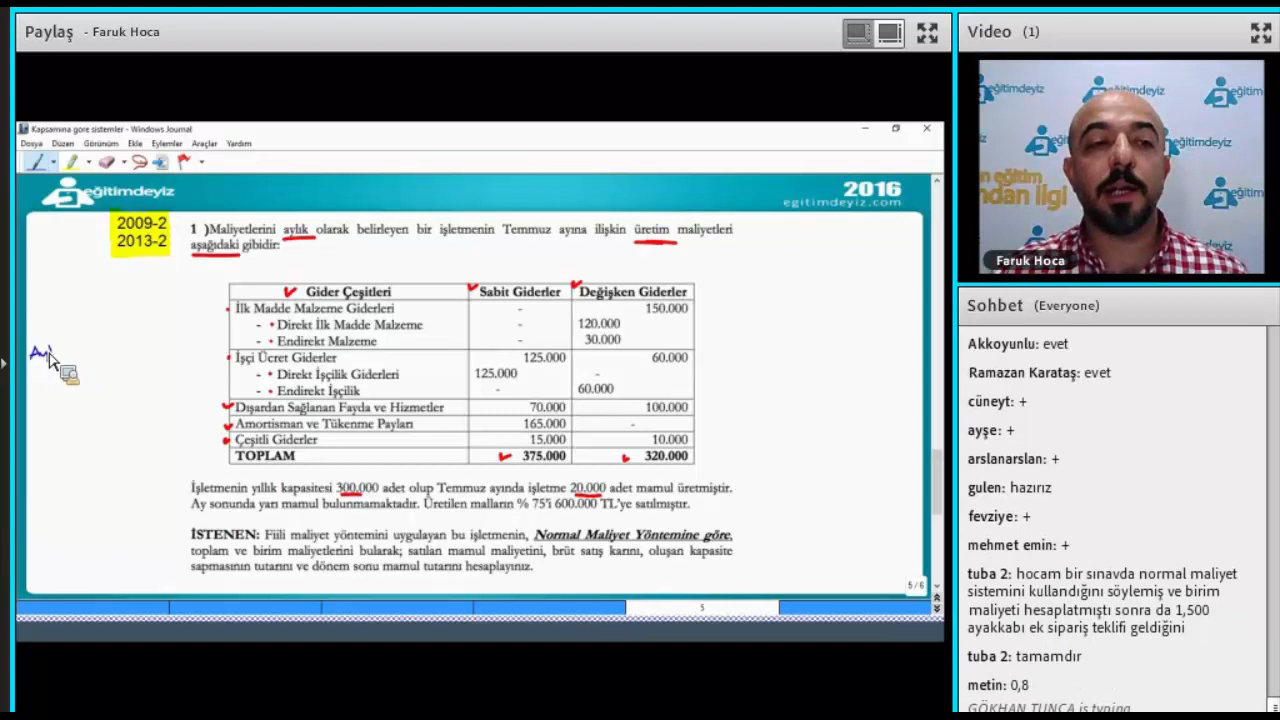 Paylaş - Faruk Hoca
Kapsamına göre sistemler - Windows Journal
Dosya Düzen Görünüm Ekle Eylemler Araçlar Yardım
eğitimdeyiz
2016
egitimdeyiz.com
2009-2
2013-2
1 )Maliyetlerini aylık olarak belirleyen bir işletmenin Temmuz ayına ilişkin üretim maliyetleri
aşağıdaki gibidir:
Gider Çeşitleri Sabit Giderler Değişken Giderler
İlk Madde Malzeme Giderleri - 150.000
- Direkt İlk Madde Malzeme - 120.000
- Endirekt Malzeme - 30.000
İşçi Ücret Giderler 125.000 60.000
- Direkt İşçilik Giderleri 125.000 -
- Endirekt İşçilik - 60.000
Dışardan Sağlanan Fayda ve Hizmetler 70.000 100.000
Amortisman ve Tükenme Payları 165.000 -
Çeşitli Giderler 15.000 10.000
TOPLAM 375.000 320.000
İşletmenin yıllık kapasitesi 300.000 adet olup Temmuz ayında işletme 20.000 adet mamul üretmiştir.
Ay sonunda yarı mamul bulunmamaktadır. Üretilen malların % 75'i 600.000 TL'ye satılmıştır.
İSTENEN: Fiili maliyet yöntemini uygulayan bu işletmenin, Normal Maliyet Yöntemine göre,
toplam ve birim maliyetlerini bularak; satılan mamul maliyetini, brüt satış karını, oluşan kapasite
sapmasının tutarını ve dönem sonu mamul tutarını hesaplayınız.
5 / 6
5
Video (1)
eğitimdeyiz
Faruk Hoca
Sohbet (Everyone)
Akkoyunlu: evet
Ramazan Karataş: evet
cüneyt: +
ayşe: +
arslanarslan: +
gulen: hazırız
fevziye: +
mehmet emin: +
tuba 2: hocam bir sınavda normal maliyet
sistemini kullandığını söylemiş ve birim
maliyeti hesaplatmıştı sonra da 1,500
ayakkabı ek sipariş teklifi geldiğini
tuba 2: tamamdır
metin: 0,8
GÖKHAN TUNCA is typing